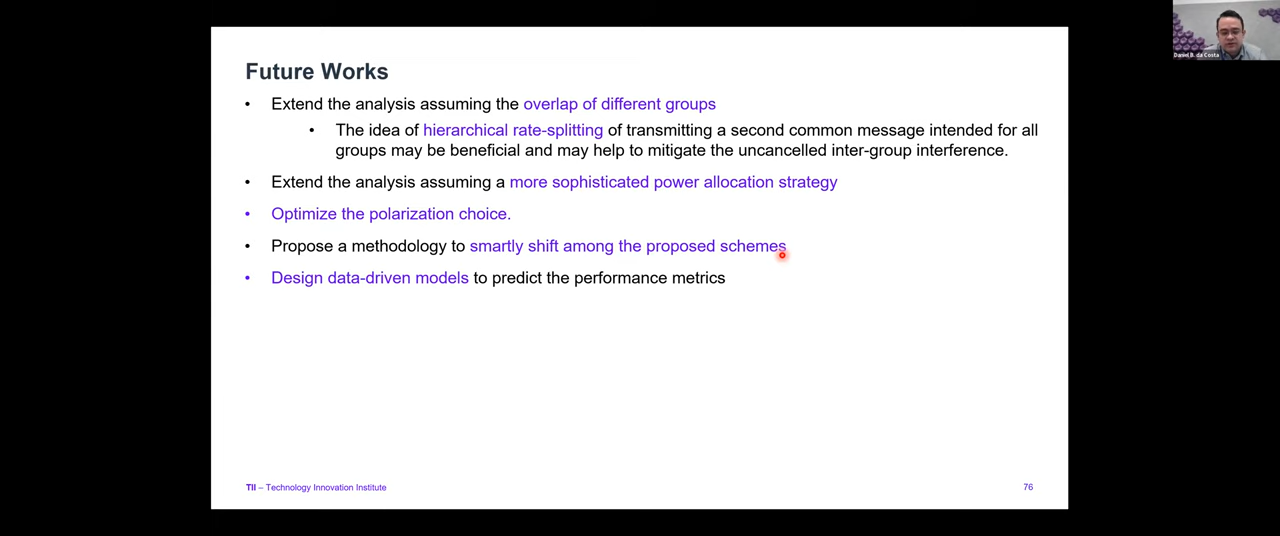 Future Works
• Extend the analysis assuming the overlap of different groups
• The idea of hierarchical rate-splitting of transmitting a second common message intended for all
groups may be beneficial and may help to mitigate the uncancelled inter-group interference.
• Extend the analysis assuming a more sophisticated power allocation strategy
• Optimize the polarization choice.
• Propose a methodology to smartly shift among the proposed schemes
• Design data-driven models to predict the performance metrics
TII – Technology Innovation Institute
76
Daniel B. da Costa